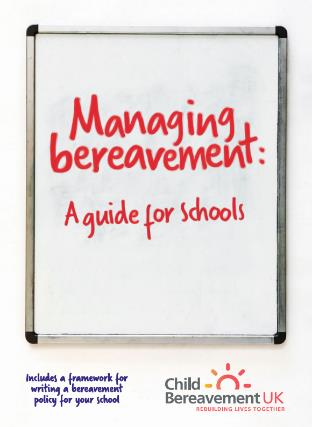 Managing
bereavement:
A guide for schools
Includes a framework for
writing a bereavement
policy for your school
Child
Bereavement UK
REBUILDING LIVES TOGETHER